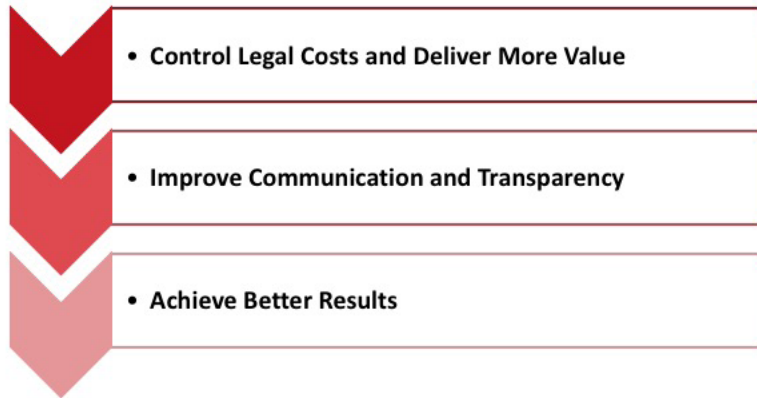 • Control Legal Costs and Deliver More Value
• Improve Communication and Transparency
• Achieve Better Results